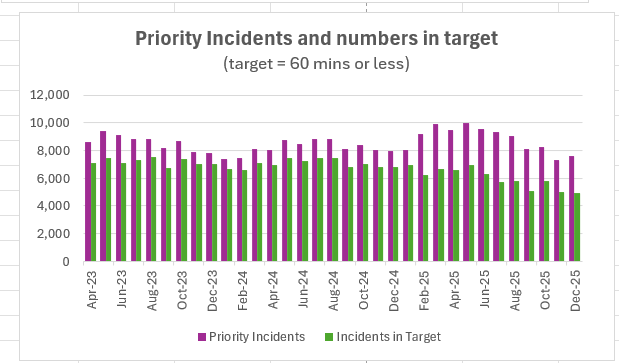 Priority Incidents and numbers in target
(target = 60 mins or less)
12,000
10,000
8,000
6,000
4,000
2,000
0
Apr-23
Jun-23
Aug-23
Oct-23
Dec-23
Feb-24
Apr-24
Jun-24
Aug-24
Oct-24
Dec-24
Feb-25
Apr-25
Jun-25
Aug-25
Oct-25
Dec-25
Priority Incidents Incidents in Target